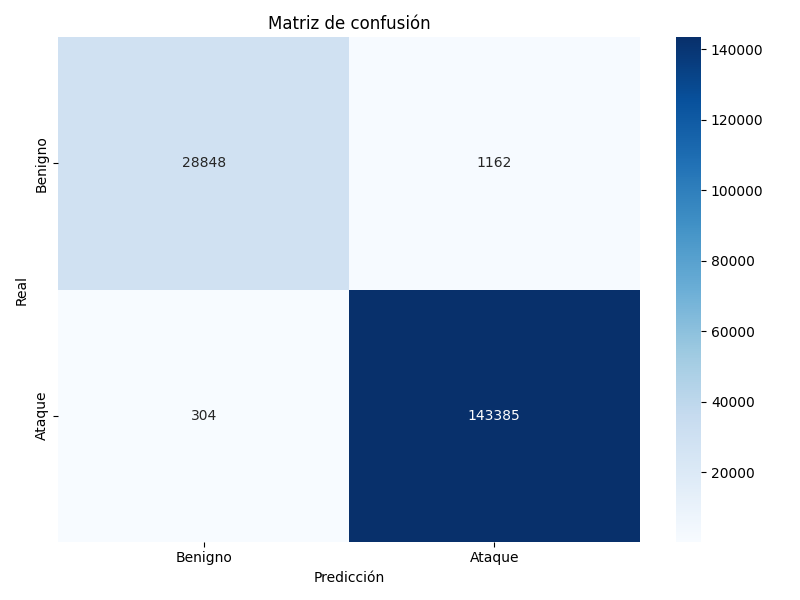 Matriz de confusión
Benigno
28848
1162
Real
Ataque
304
143385
Benigno
Ataque
Predicción
140000
120000
100000
80000
60000
40000
20000